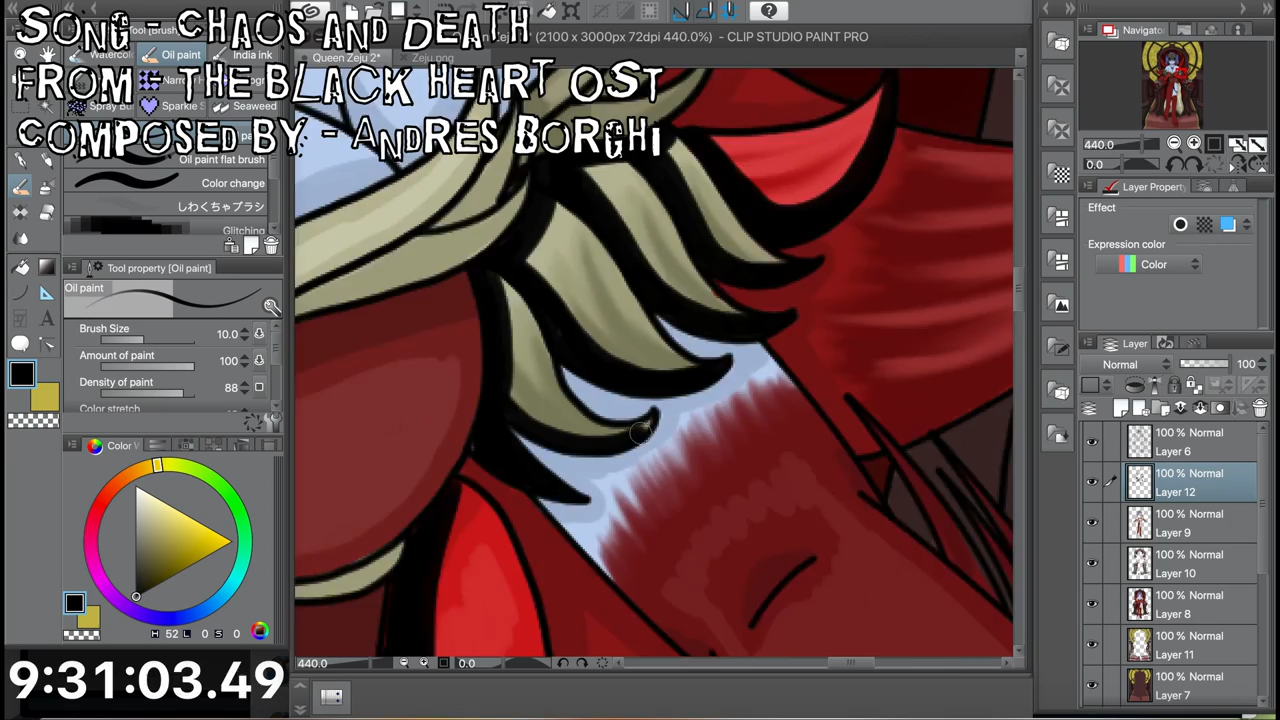 Song - Chaos and Death
From - The Black Heart OST
Composed by - Andres Borghi
Queen Zeju 2*
Zeju.png
(2100 x 3000px 72dpi 440.0%) - CLIP STUDIO PAINT PRO
Oil paint
India ink
Spray
Sparkle
Seaweed
Oil paint flat brush
Color change
しわくちゃブラシ
Glitching
Tool property [Oil paint]
Oil paint
Brush Size
10.0
Amount of paint
100
Density of paint
88
Color stretch
Color
H 52 L 0 S 0
9:31:03.49
440.0
0.0
Navigator
440.0
0.0
Layer Property
Effect
Expression color
Color
Layer
Normal
100
100 % Normal
Layer 6
100 % Normal
Layer 12
100 % Normal
Layer 9
100 % Normal
Layer 10
100 % Normal
Layer 8
100 % Normal
Layer 11
100 % Normal
Layer 7